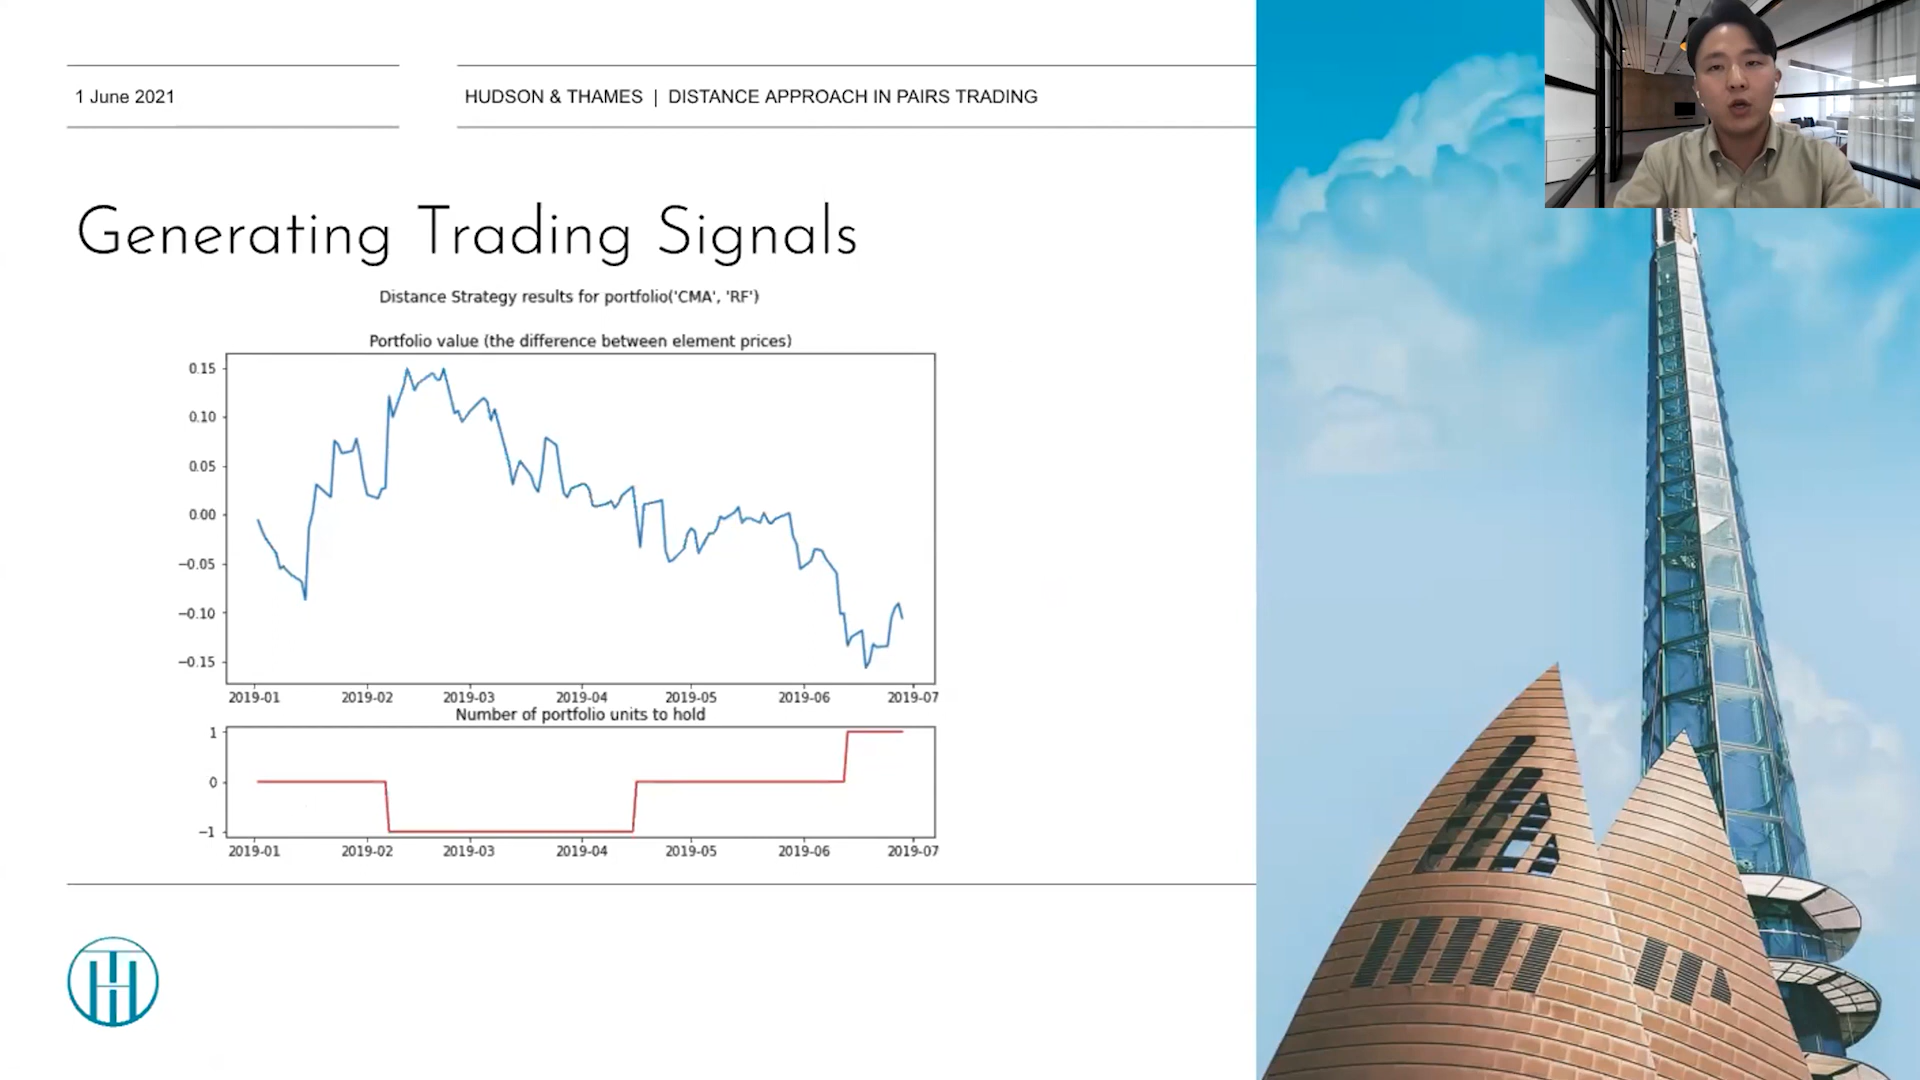 1 June 2021
HUDSON & THAMES | DISTANCE APPROACH IN PAIRS TRADING
Generating Trading Signals
Distance Strategy results for portfolio('CMA', 'RF')
Portfolio value (the difference between element prices)
0.15
0.10
0.05
0.00
−0.05
−0.10
−0.15
2019-01 2019-02 2019-03 2019-04 2019-05 2019-06 2019-07
Number of portfolio units to hold
1
0
−1
2019-01 2019-02 2019-03 2019-04 2019-05 2019-06 2019-07